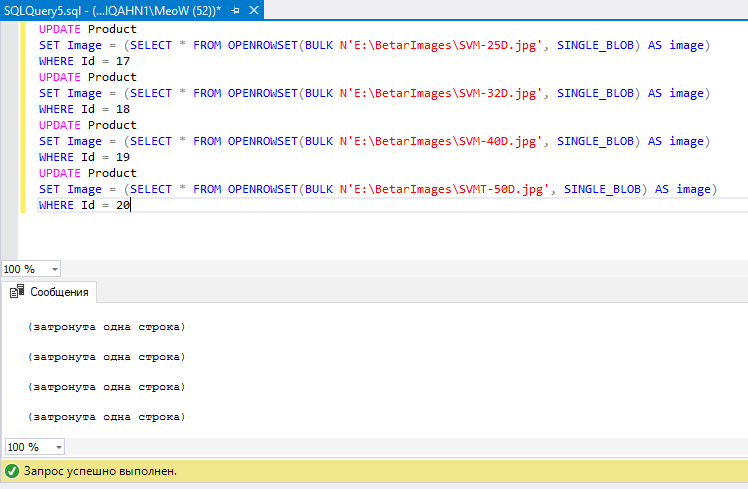 SQLQuery5.sql - (...IQAHN1\MeoW (52))*
UPDATE Product
SET Image = (SELECT * FROM OPENROWSET(BULK N'E:\BetarImages\SVM-25D.jpg', SINGLE_BLOB) AS image)
WHERE Id = 17
UPDATE Product
SET Image = (SELECT * FROM OPENROWSET(BULK N'E:\BetarImages\SVM-32D.jpg', SINGLE_BLOB) AS image)
WHERE Id = 18
UPDATE Product
SET Image = (SELECT * FROM OPENROWSET(BULK N'E:\BetarImages\SVM-40D.jpg', SINGLE_BLOB) AS image)
WHERE Id = 19
UPDATE Product
SET Image = (SELECT * FROM OPENROWSET(BULK N'E:\BetarImages\SVMT-50D.jpg', SINGLE_BLOB) AS image)
WHERE Id = 20
100 %
Сообщения
(затронута одна строка)
(затронута одна строка)
(затронута одна строка)
(затронута одна строка)
100 %
Запрос успешно выполнен.